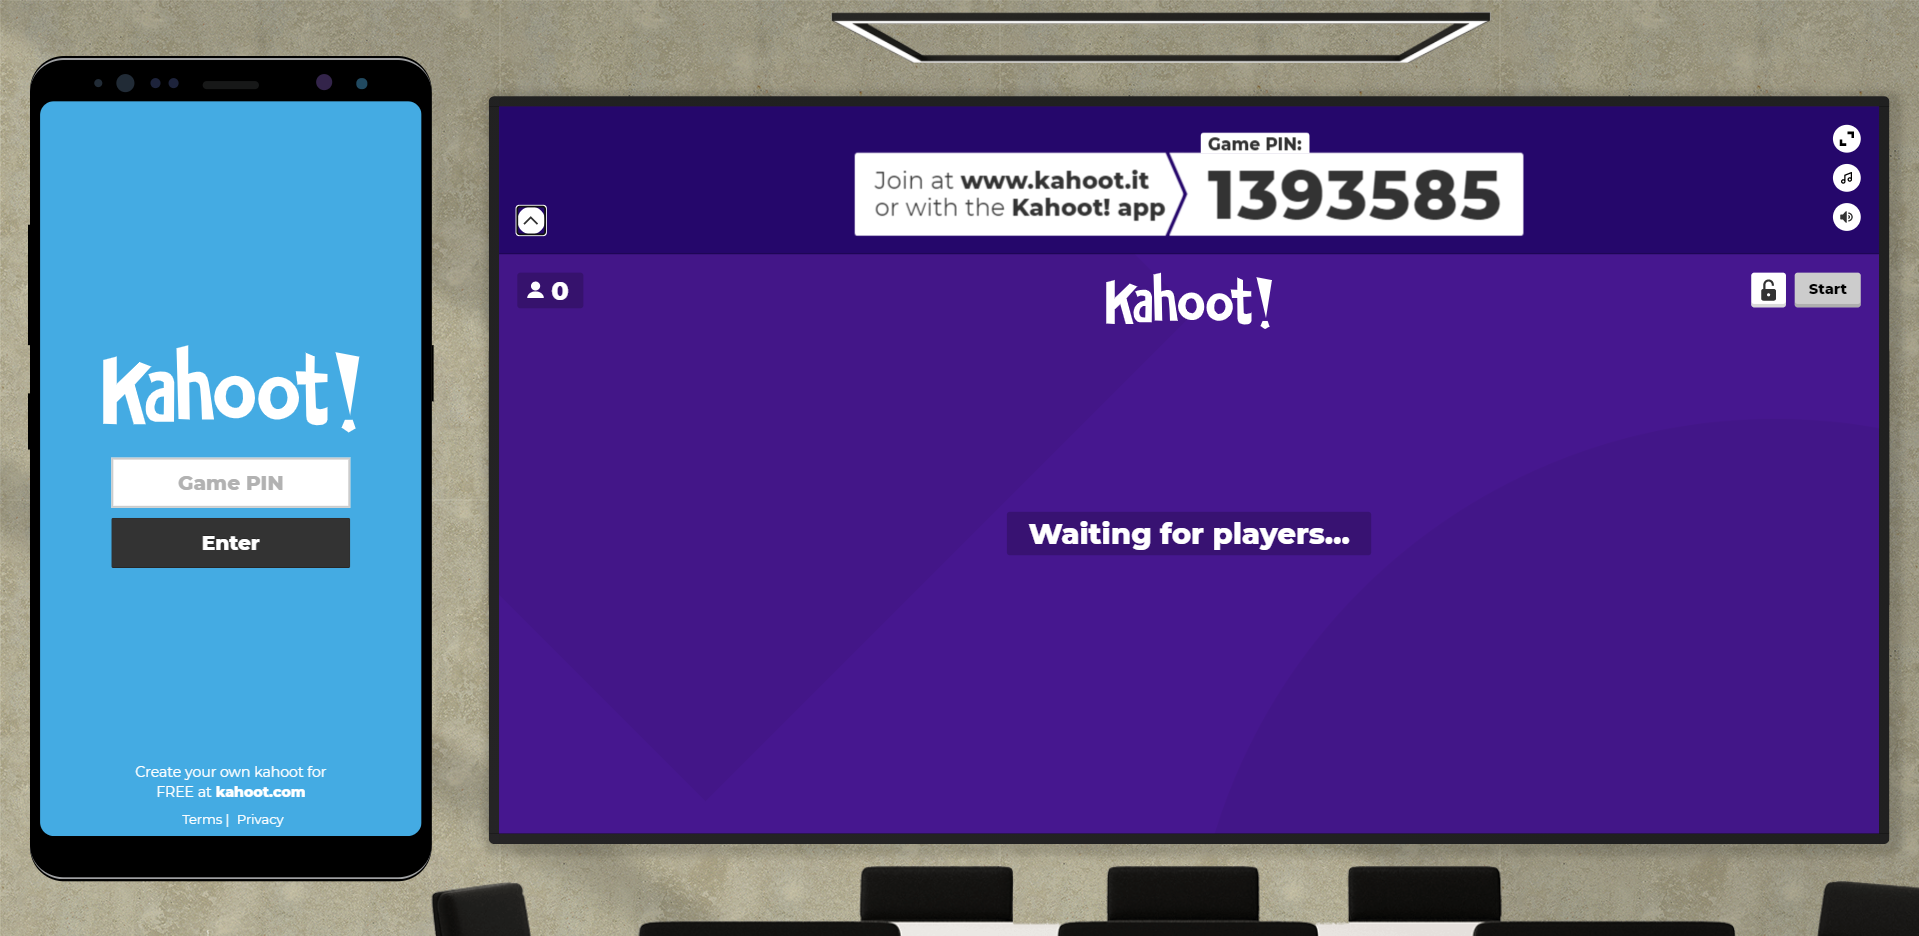 Kahoot!
Game PIN
Enter
Create your own kahoot for
FREE at kahoot.com
Terms | Privacy
Game PIN:
Join at www.kahoot.it
or with the Kahoot! app
1393585
0
Kahoot!
Start
Waiting for players...